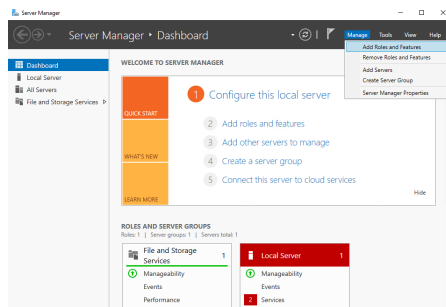 Server Manager
Server Manager • Dashboard
Manage Tools View Help
Add Roles and Features
Remove Roles and Features
Add Servers
Create Server Group
Server Manager Properties
Dashboard
Local Server
All Servers
File and Storage Services
WELCOME TO SERVER MANAGER
QUICK START
WHAT'S NEW
LEARN MORE
1 Configure this local server
2 Add roles and features
3 Add other servers to manage
4 Create a server group
5 Connect this server to cloud services
Hide
ROLES AND SERVER GROUPS
Roles: 1 | Server groups: 1 | Servers total: 1
File and Storage Services 1
Manageability
Events
Performance
Local Server 1
Manageability
Events
2 Services